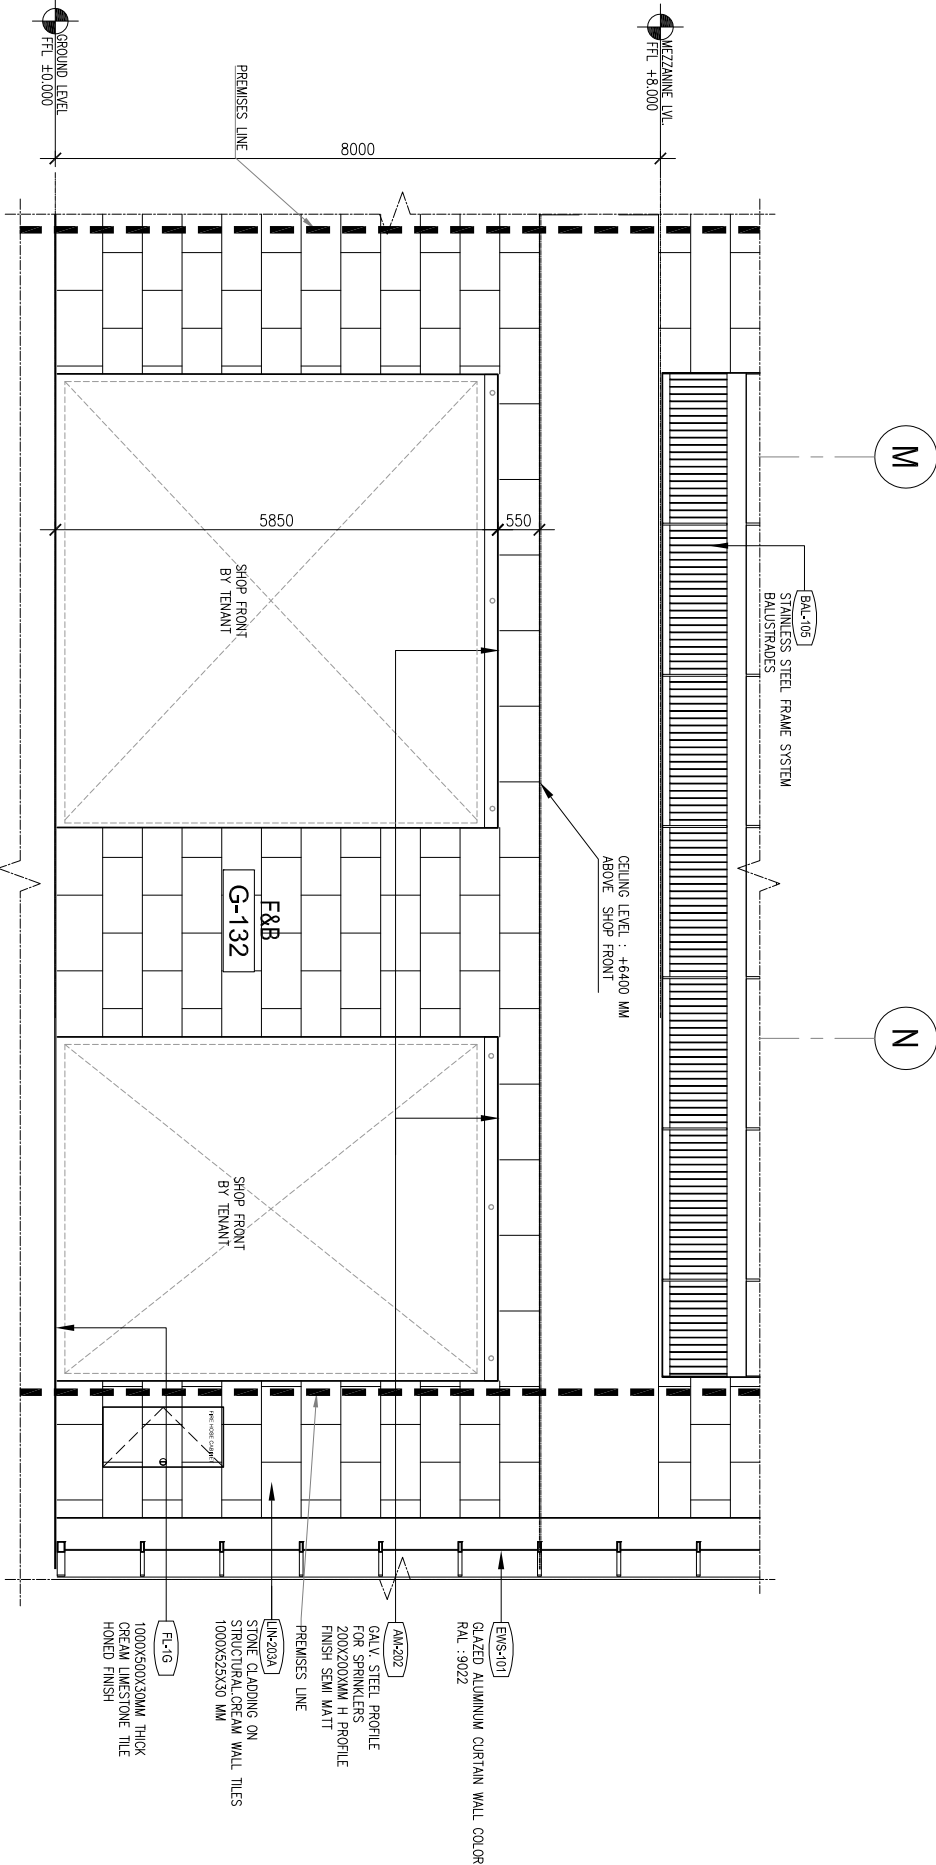 M
N
BAL-105
STAINLESS STEEL FRAME SYSTEM
BALUSTRADES
MEZZANINE LVL.
FFL +8.000
8000
CEILING LEVEL : +6400 MM
ABOVE SHOP FRONT
550
5850
SHOP FRONT
BY TENANT
F&B
G-132
SHOP FRONT
BY TENANT
PREMISES LINE
GROUND LEVEL
FFL ±0.000
FIRE HOSE CABINET
EWS-101
GLAZED ALUMINUM CURTAIN WALL COLOR
RAL :9022
AM-202
GALV. STEEL PROFILE
FOR SPRINKLERS
200X200MM H PROFILE
FINISH SEMI MATT
PREMISES LINE
LIN-203A
STONE CLADDING ON
STRUCTURAL.CREAM WALL TILES
1000X525X30 MM
FL-1G
1000X500X30MM THICK
CREAM LIMESTONE TILE
HONED FINISH